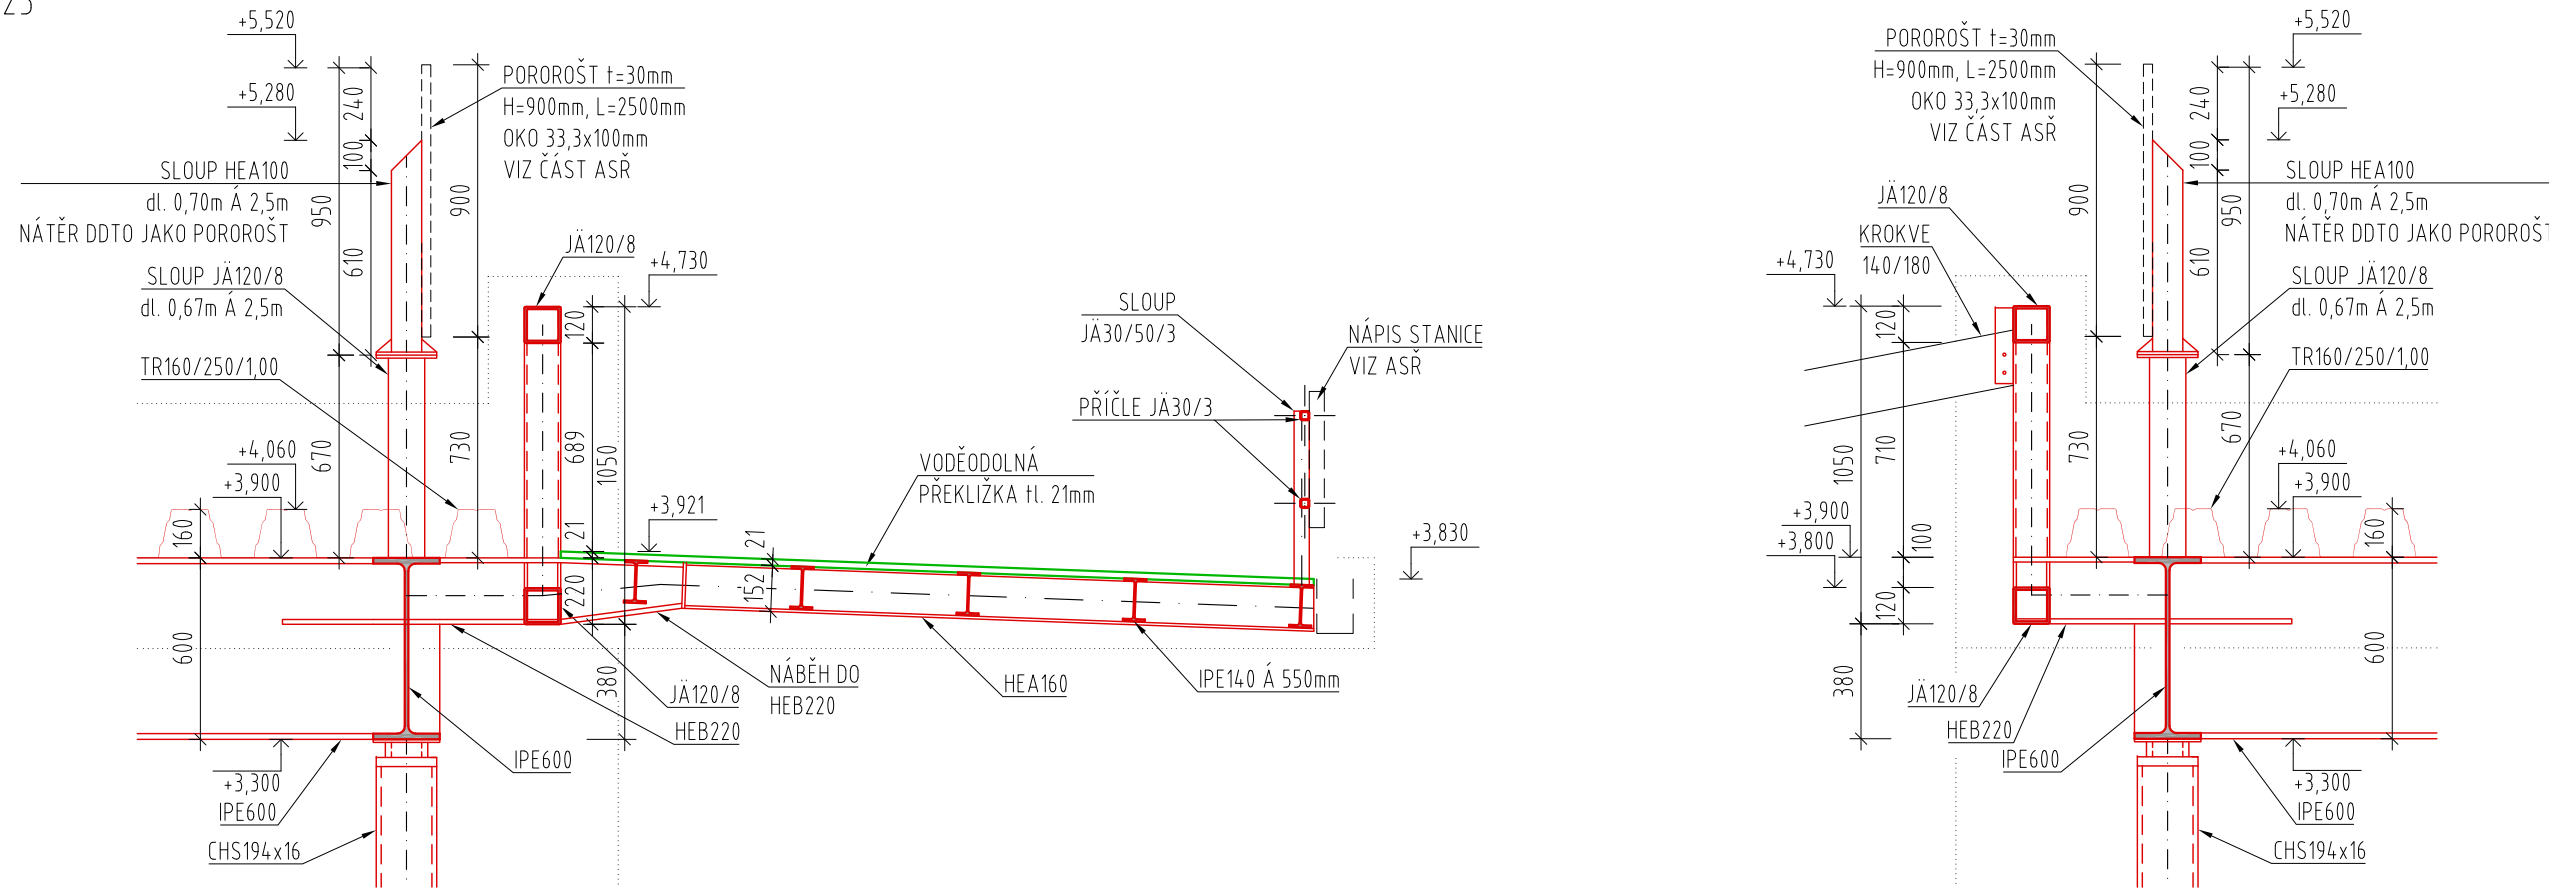 +5,520
+5,280
240
100
950
610
900
POROROŠT t=30mm
H=900mm, L=2500mm
OKO 33,3x100mm
VIZ ČÁST ASŘ
SLOUP HEA100
dl. 0,70m Á 2,5m
NÁTĚR DDTO JAKO POROROŠT
SLOUP JÄ120/8
dl. 0,67m Á 2,5m
TR160/250/1,00
JÄ120/8
+4,730
120
689
1050
670
730
+4,060
+3,900
160
600
21
220
380
+3,921
21
152
VODĚODOLNÁ
PŘEKLIŽKA tl. 21mm
SLOUP
JÄ30/50/3
PŘÍČLE JÄ30/3
NÁPIS STANICE
VIZ ASŘ
+3,830
NÁBĚH DO
HEB220
JÄ120/8
HEB220
IPE600
HEA160
IPE140 Á 550mm
+3,300
IPE600
CHS194x16
POROROŠT t=30mm
H=900mm, L=2500mm
OKO 33,3x100mm
VIZ ČÁST ASŘ
+5,520
+5,280
240
100
950
610
900
SLOUP HEA100
dl. 0,70m Á 2,5m
NÁTĚR DDTO JAKO POROROŠT
SLOUP JÄ120/8
dl. 0,67m Á 2,5m
TR160/250/1,00
JÄ120/8
KROKVE
140/180
+4,730
120
1050
710
730
670
+3,900
+3,800
100
120
380
+4,060
+3,900
160
600
JÄ120/8
HEB220
IPE600
+3,300
IPE600
CHS194x16